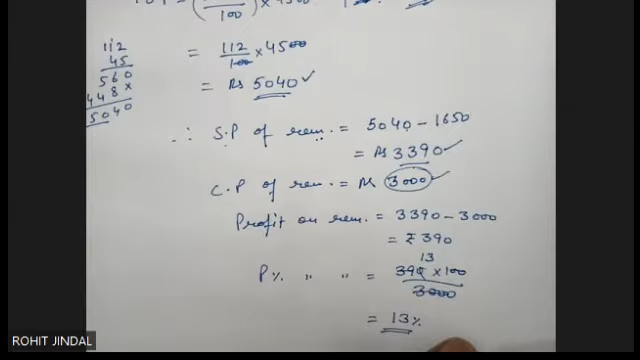 100
= 112/100 × 4500
= Rs 5040 ✓
112
45
560
448×
5040
∴ S.P of rem. = 5040 - 1650
= Rs 3390 ✓
C.P of rem. = Rs 3000 ✓
Profit on rem. = 3390 - 3000
= ₹ 390
13
P% " " = 390 × 100 / 3000
= 13%
ROHIT JINDAL